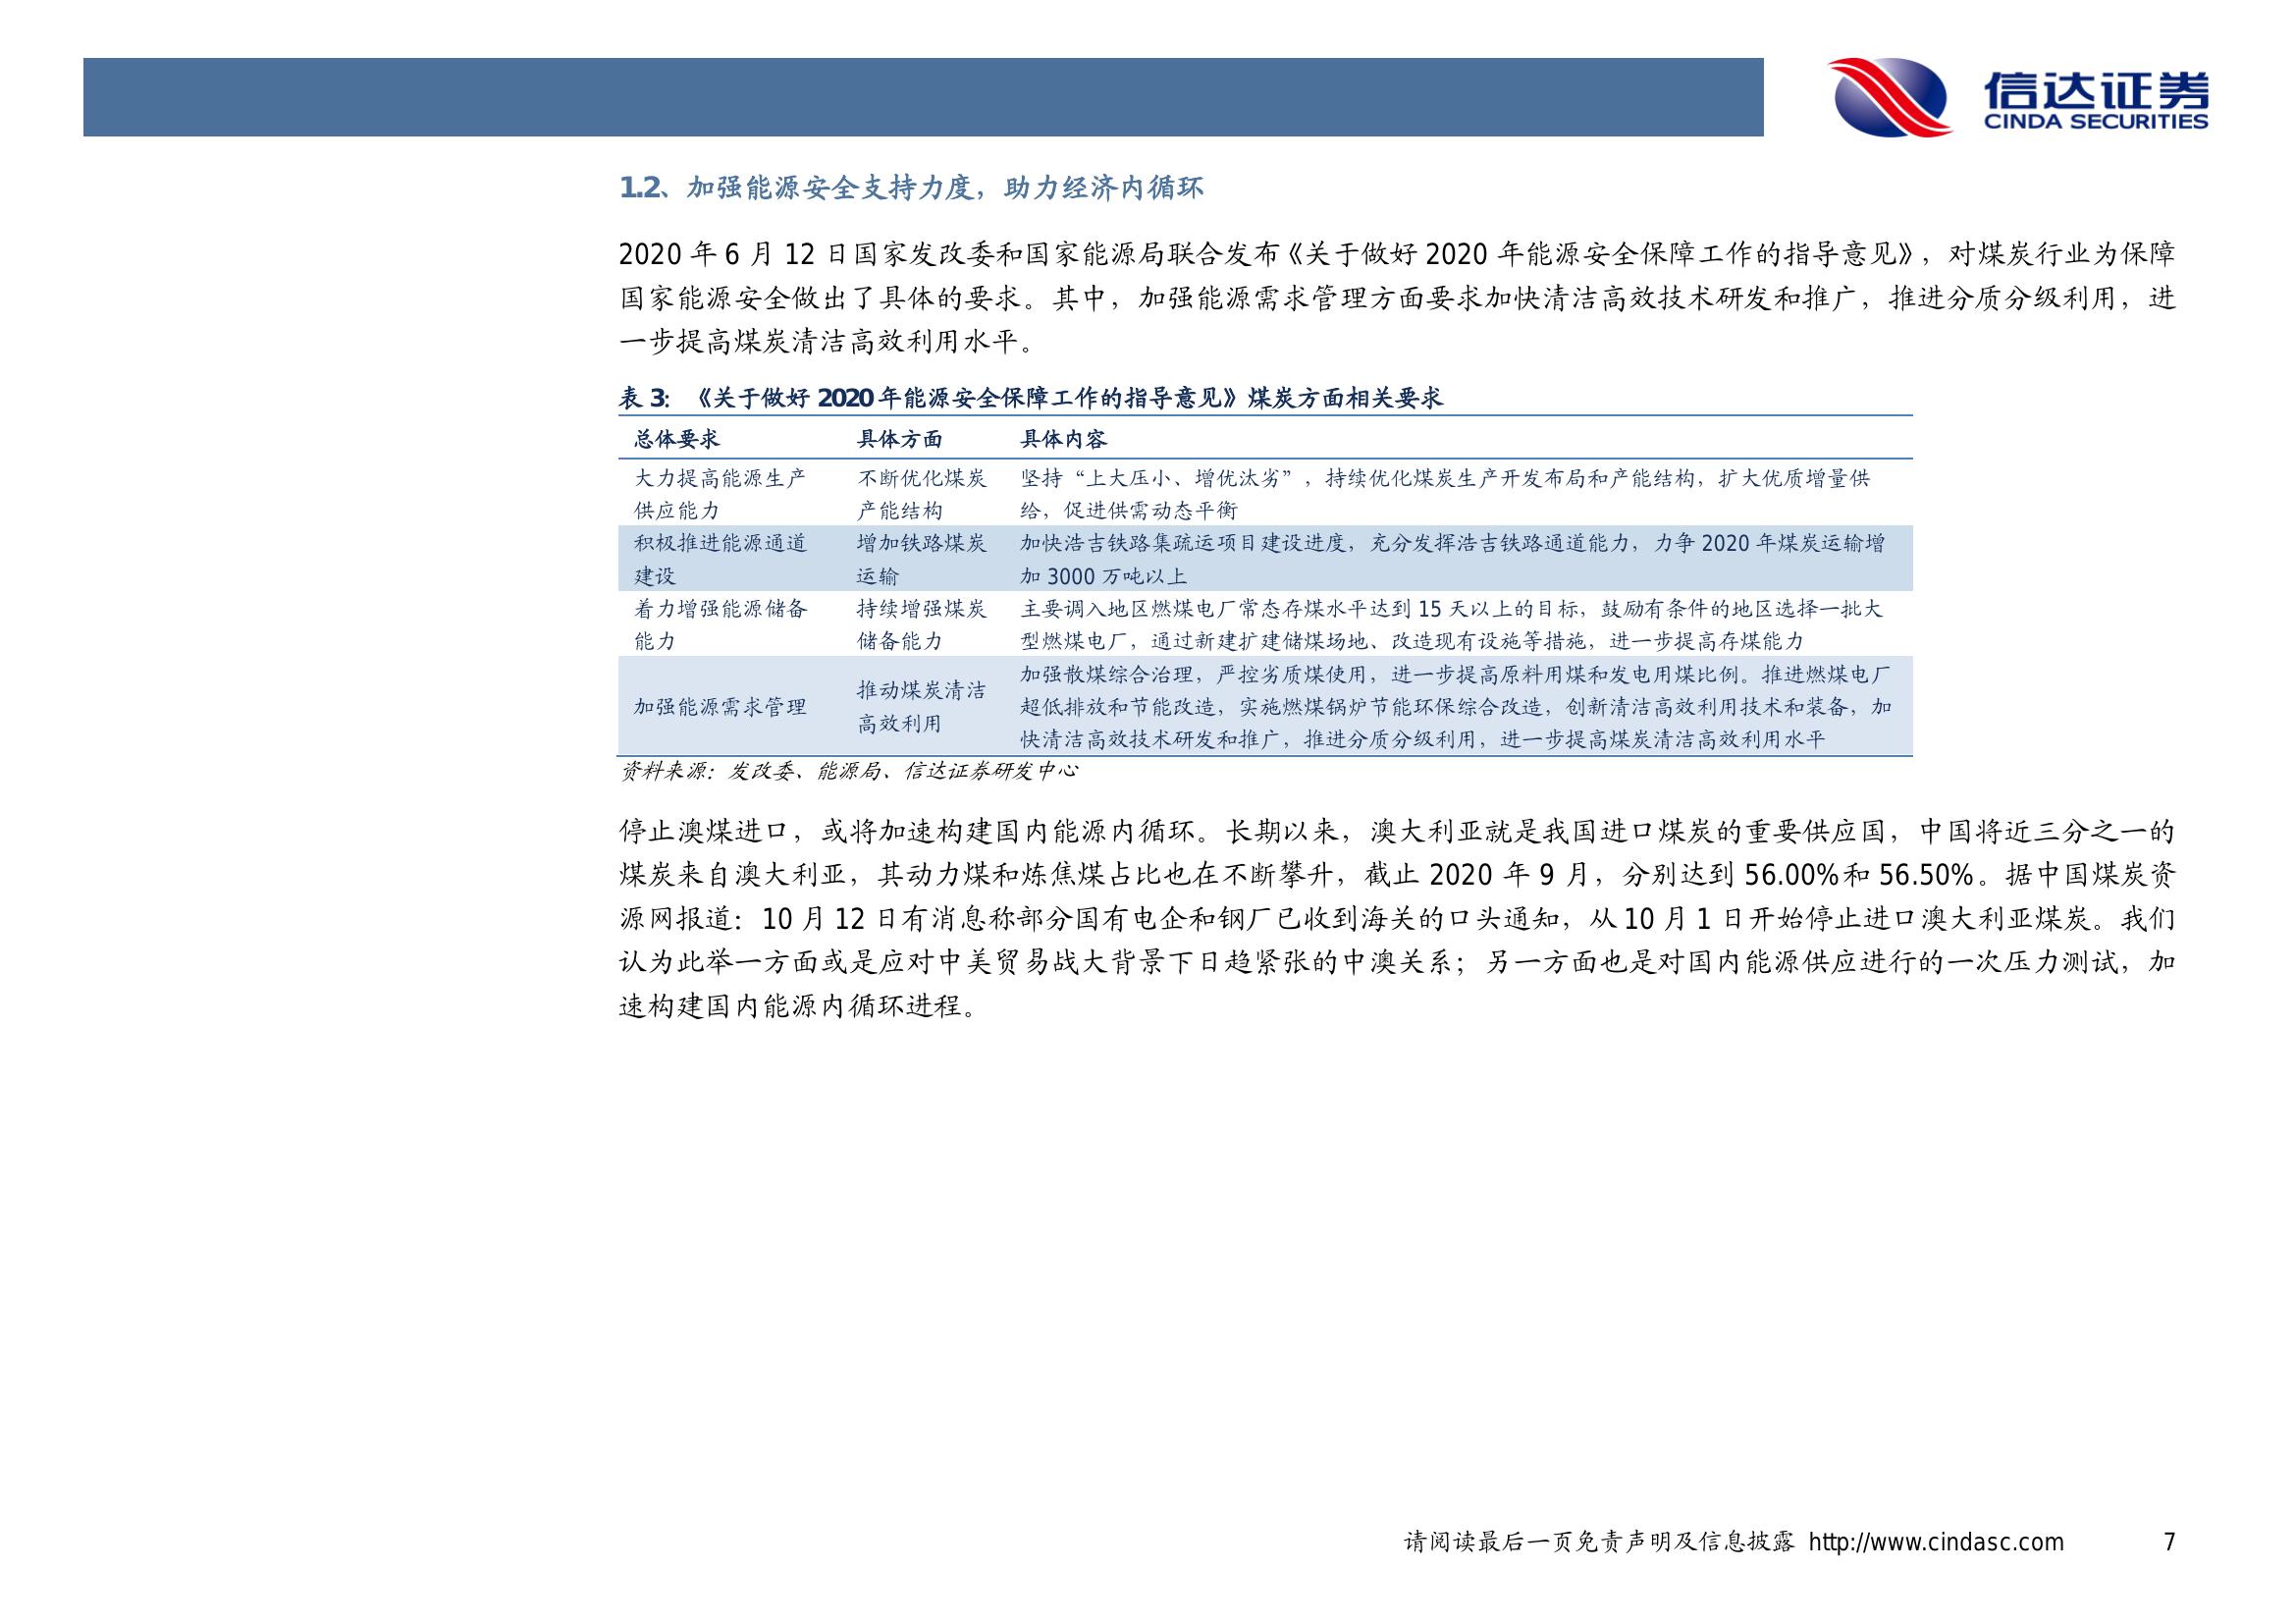 信达证券
CINDA SECURITIES
1.2、加强能源安全支持力度，助力经济内循环
2020 年 6 月 12 日国家发改委和国家能源局联合发布《关于做好 2020 年能源安全保障工作的指导意见》，对煤炭行业为保障
国家能源安全做出了具体的要求。其中，加强能源需求管理方面要求加快清洁高效技术研发和推广，推进分质分级利用，进
一步提高煤炭清洁高效利用水平。
表 3: 《关于做好 2020 年能源安全保障工作的指导意见》煤炭方面相关要求
总体要求 具体方面 具体内容
大力提高能源生产 不断优化煤炭 坚持“上大压小、增优汰劣”，持续优化煤炭生产开发布局和产能结构，扩大优质增量供
供应能力 产能结构 给，促进供需动态平衡
积极推进能源通道 增加铁路煤炭 加快浩吉铁路集疏运项目建设进度，充分发挥浩吉铁路通道能力，力争 2020 年煤炭运输增
建设 运输 加 3000 万吨以上
着力增强能源储备 持续增强煤炭 主要调入地区燃煤电厂常态存煤水平达到 15 天以上的目标，鼓励有条件的地区选择一批大
能力 储备能力 型燃煤电厂，通过新建扩建储煤场地、改造现有设施等措施，进一步提高存煤能力
加强能源需求管理
推动煤炭清洁
高效利用
加强散煤综合治理，严控劣质煤使用，进一步提高原料用煤和发电用煤比例。推进燃煤电厂
超低排放和节能改造，实施燃煤锅炉节能环保综合改造，创新清洁高效利用技术和装备，加
快清洁高效技术研发和推广，推进分质分级利用，进一步提高煤炭清洁高效利用水平
资料来源：发改委、能源局、信达证券研发中心
停止澳煤进口，或将加速构建国内能源内循环。长期以来，澳大利亚就是我国进口煤炭的重要供应国，中国将近三分之一的
煤炭来自澳大利亚，其动力煤和炼焦煤占比也在不断攀升，截止 2020 年 9 月，分别达到 56.00%和 56.50%。据中国煤炭资
源网报道：10 月 12 日有消息称部分国有电企和钢厂已收到海关的口头通知，从 10 月 1 日开始停止进口澳大利亚煤炭。我们
认为此举一方面或是应对中美贸易战大背景下日趋紧张的中澳关系；另一方面也是对国内能源供应进行的一次压力测试，加
速构建国内能源内循环进程。
请阅读最后一页免责声明及信息披露 http://www.cindasc.com 7